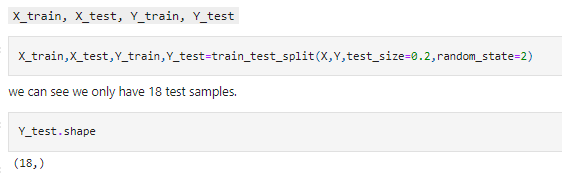 X_train, X_test, Y_train, Y_test
X_train,X_test,Y_train,Y_test=train_test_split(X,Y,test_size=0.2,random_state=2)
we can see we only have 18 test samples.
Y_test.shape
(18,)